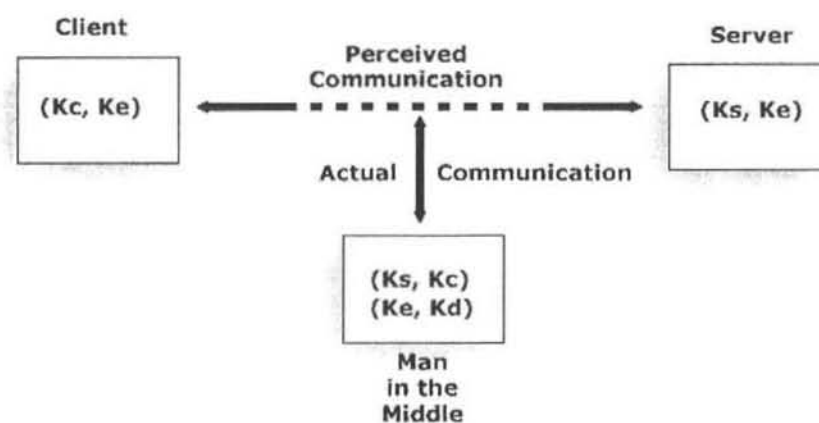 Client
Server
Perceived
Communication
(Kc, Ke)
(Ks, Ke)
Actual Communication
(Ks, Kc)
(Ke, Kd)
Man
in the
Middle